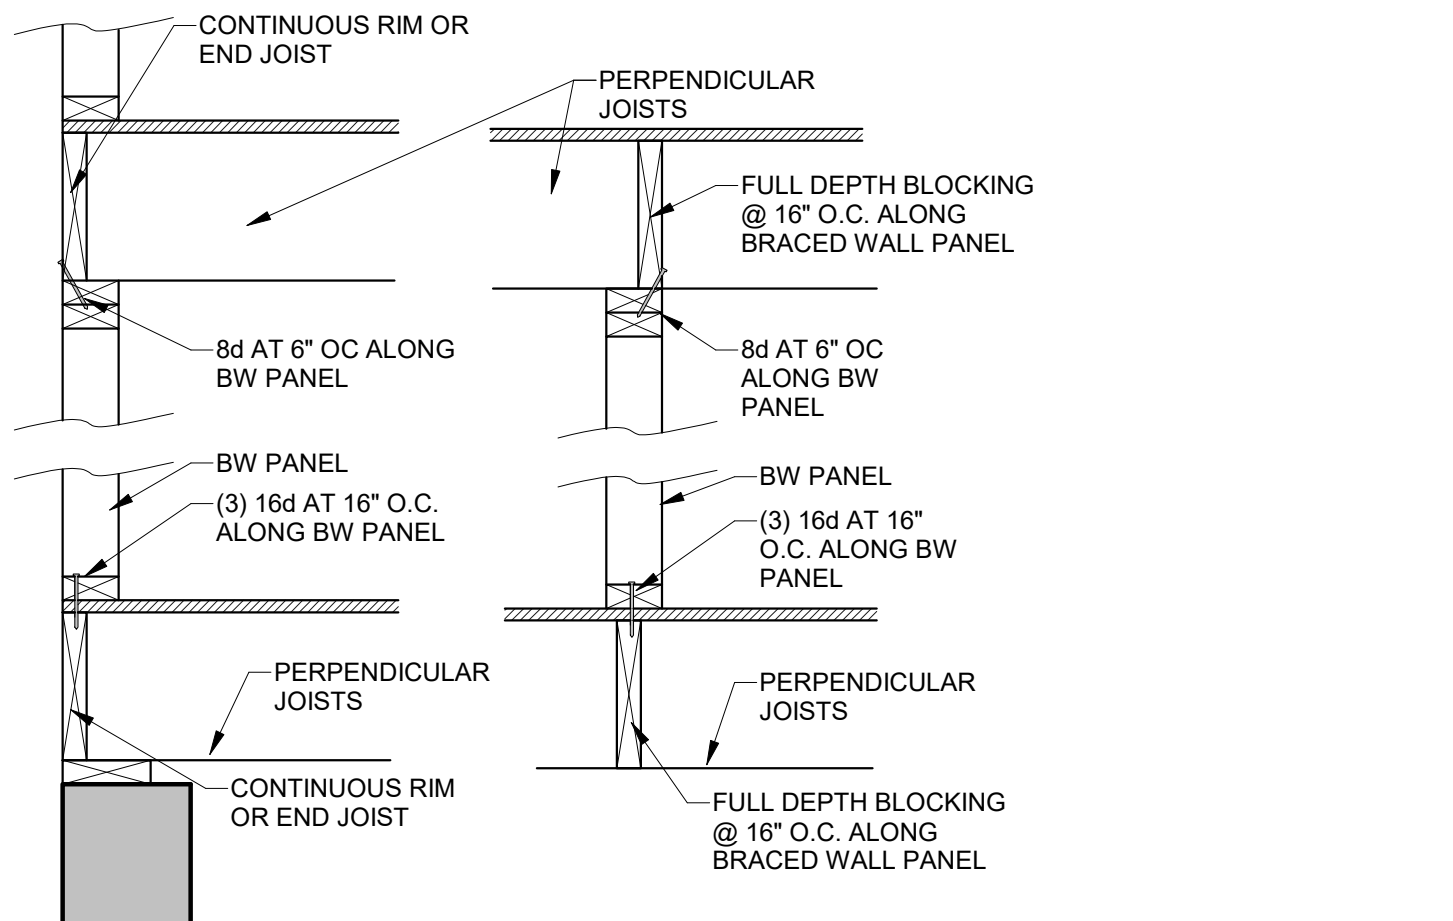 CONTINUOUS RIM OR
END JOIST
PERPENDICULAR
JOISTS
FULL DEPTH BLOCKING
@ 16" O.C. ALONG
BRACED WALL PANEL
8d AT 6" OC ALONG
BW PANEL
8d AT 6" OC
ALONG BW
PANEL
BW PANEL
(3) 16d AT 16" O.C.
ALONG BW PANEL
BW PANEL
(3) 16d AT 16"
O.C. ALONG BW
PANEL
PERPENDICULAR
JOISTS
PERPENDICULAR
JOISTS
CONTINUOUS RIM
OR END JOIST
FULL DEPTH BLOCKING
@ 16" O.C. ALONG
BRACED WALL PANEL